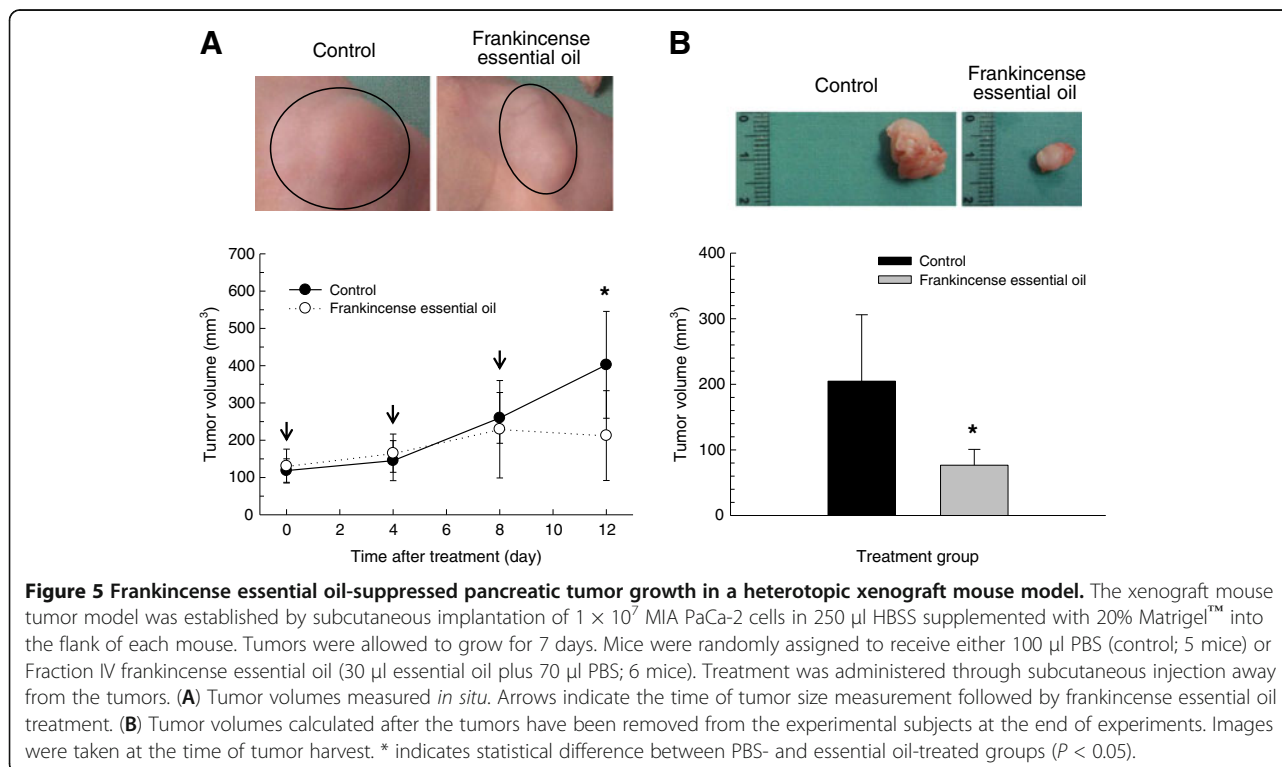 A
Control
Frankincense
essential oil
B
Control
Frankincense
essential oil
0
1
2
0
1
2
700
600
500
400
300
200
100
0
Tumor volume (mm³)
Control
Frankincense essential oil
*
0 2 4 6 8 10 12
Time after treatment (day)
400
300
200
100
0
Tumor volume (mm³)
Control
Frankincense essential oil
*
Treatment group
Figure 5 Frankincense essential oil-suppressed pancreatic tumor growth in a heterotopic xenograft mouse model. The xenograft mouse
tumor model was established by subcutaneous implantation of 1 × 10⁷ MIA PaCa-2 cells in 250 μl HBSS supplemented with 20% Matrigel™ into
the flank of each mouse. Tumors were allowed to grow for 7 days. Mice were randomly assigned to receive either 100 μl PBS (control; 5 mice) or
Fraction IV frankincense essential oil (30 μl essential oil plus 70 μl PBS; 6 mice). Treatment was administered through subcutaneous injection away
from the tumors. (A) Tumor volumes measured in situ. Arrows indicate the time of tumor size measurement followed by frankincense essential oil
treatment. (B) Tumor volumes calculated after the tumors have been removed from the experimental subjects at the end of experiments. Images
were taken at the time of tumor harvest. * indicates statistical difference between PBS- and essential oil-treated groups (P < 0.05).